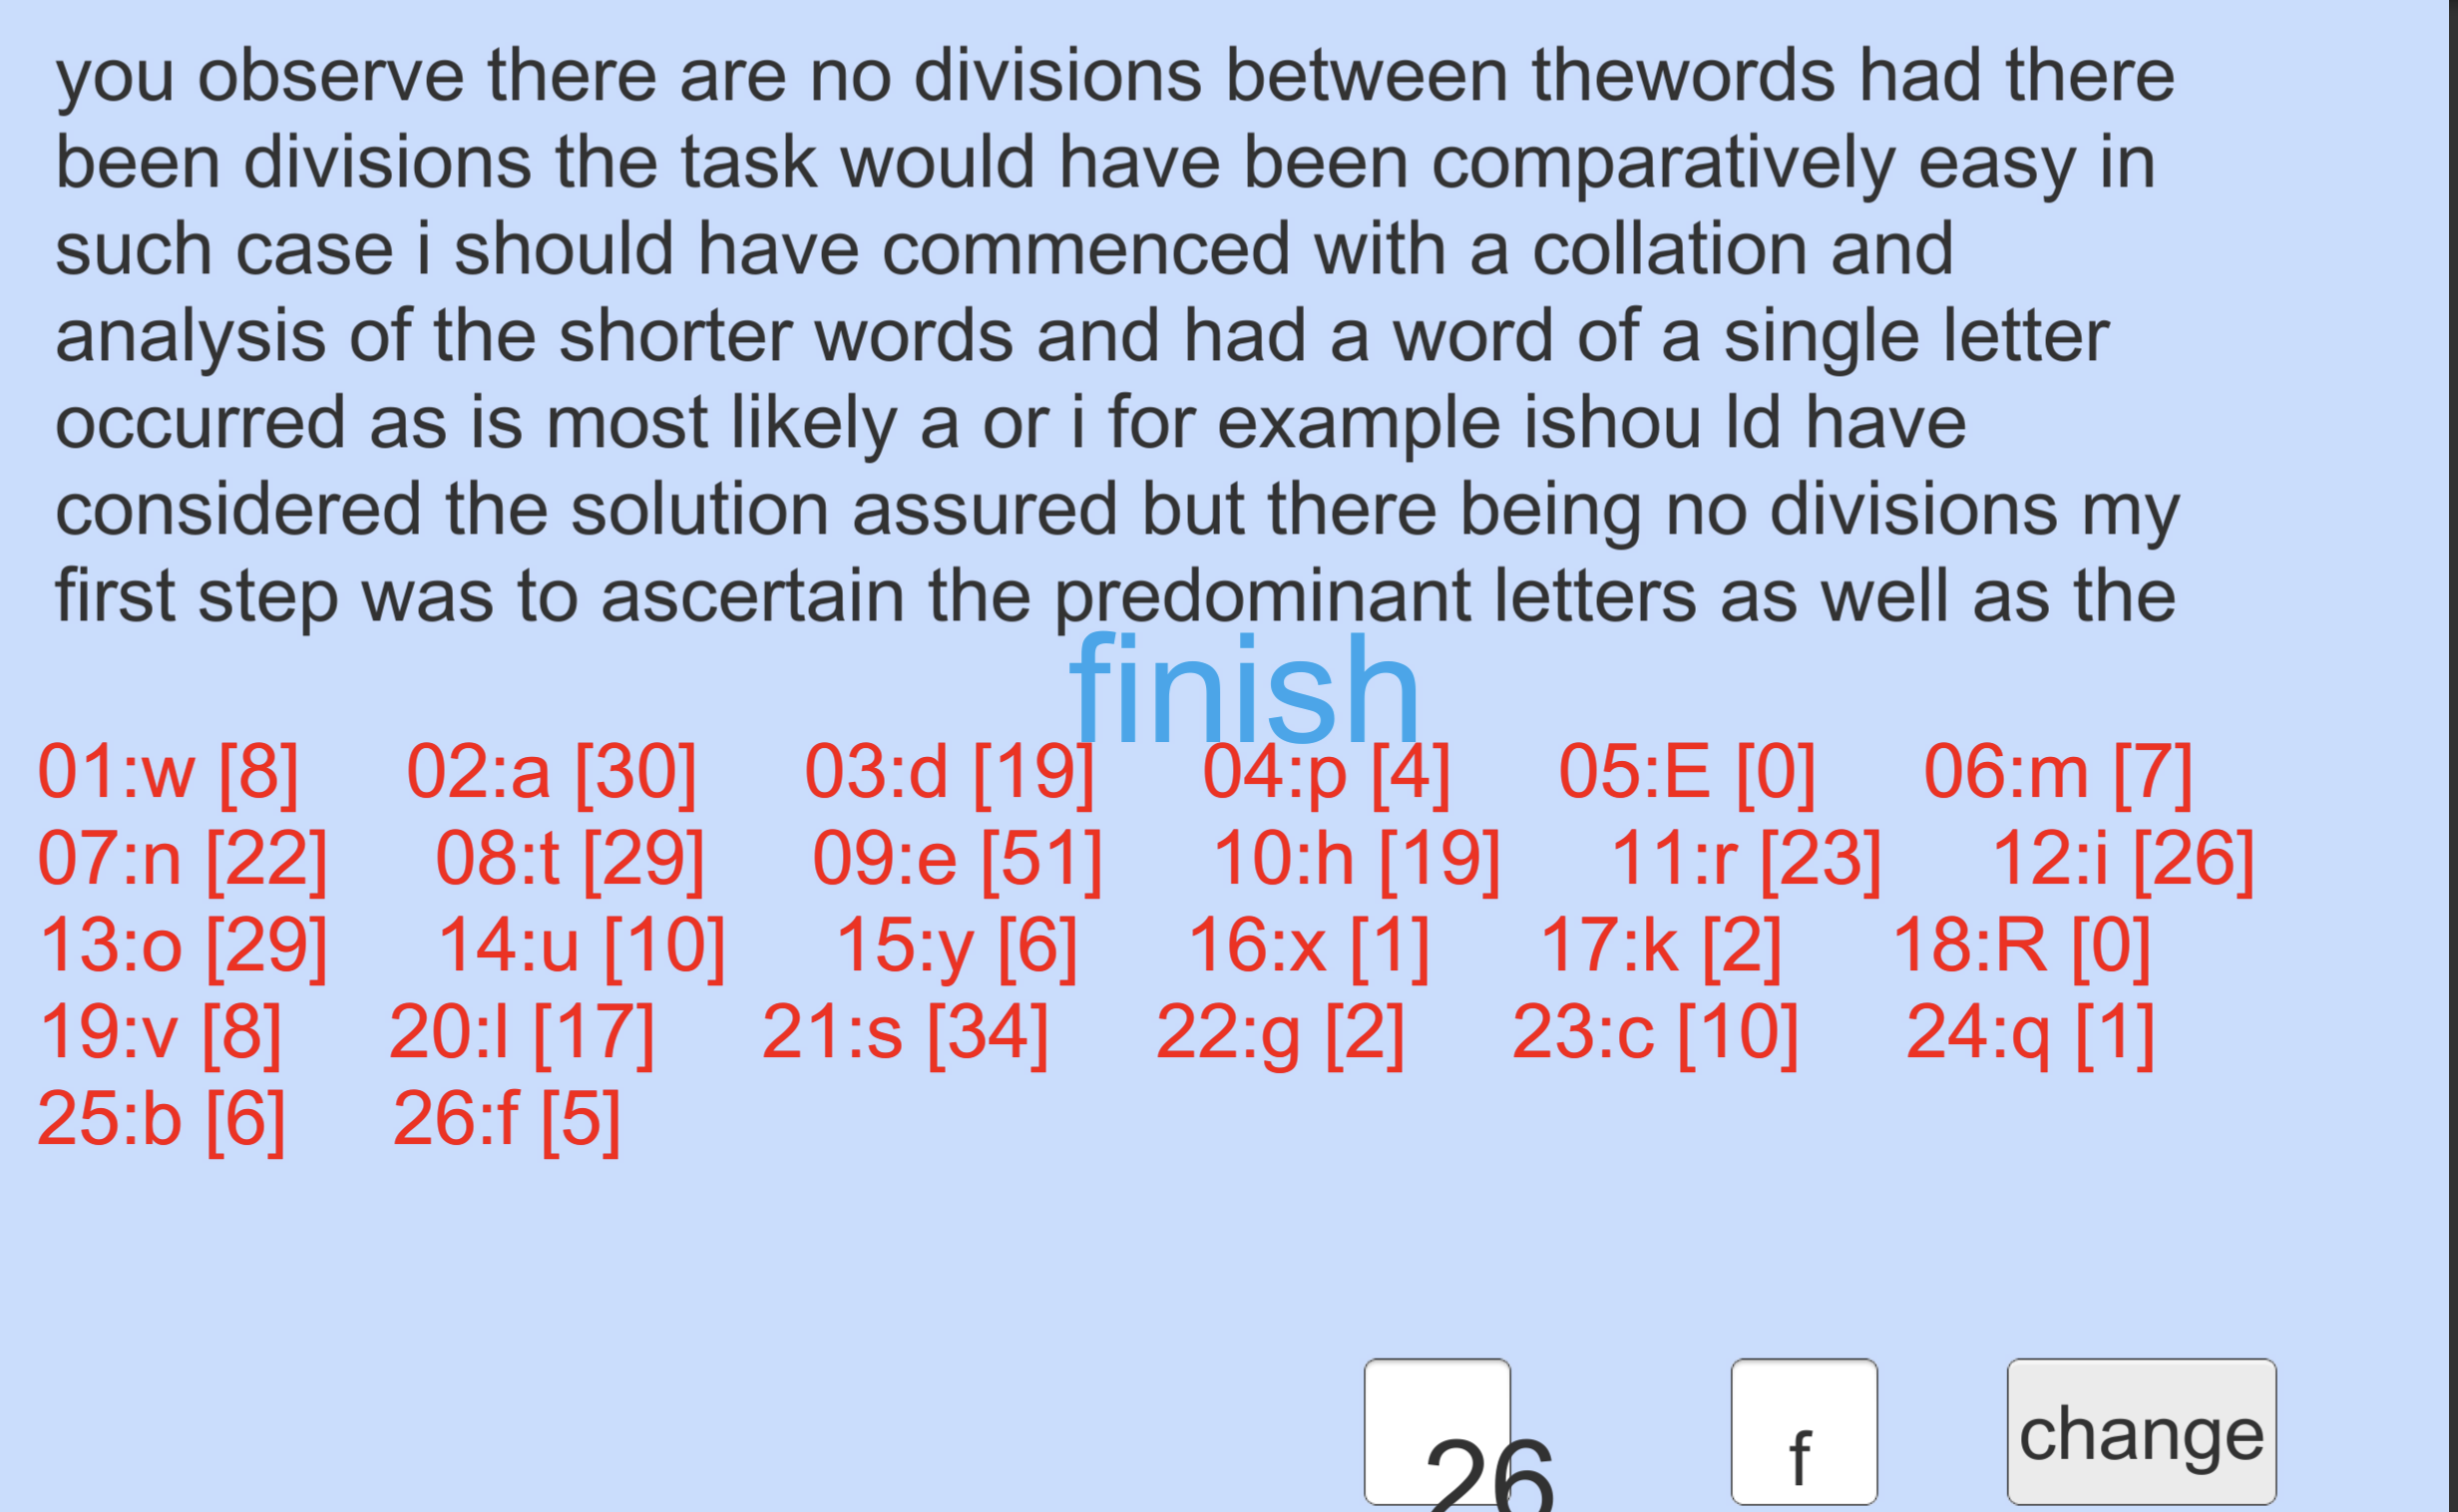 you observe there are no divisions between thewords had there
been divisions the task would have been comparatively easy in
such case i should have commenced with a collation and
analysis of the shorter words and had a word of a single letter
occurred as is most likely a or i for example ishou ld have
considered the solution assured but there being no divisions my
first step was to ascertain the predominant letters as well as the
finish
01:w [8] 02:a [30] 03:d [19] 04:p [4] 05:E [0] 06:m [7]
07:n [22] 08:t [29] 09:e [51] 10:h [19] 11:r [23] 12:i [26]
13:o [29] 14:u [10] 15:y [6] 16:x [1] 17:k [2] 18:R [0]
19:v [8] 20:l [17] 21:s [34] 22:g [2] 23:c [10] 24:q [1]
25:b [6] 26:f [5]
26 f change